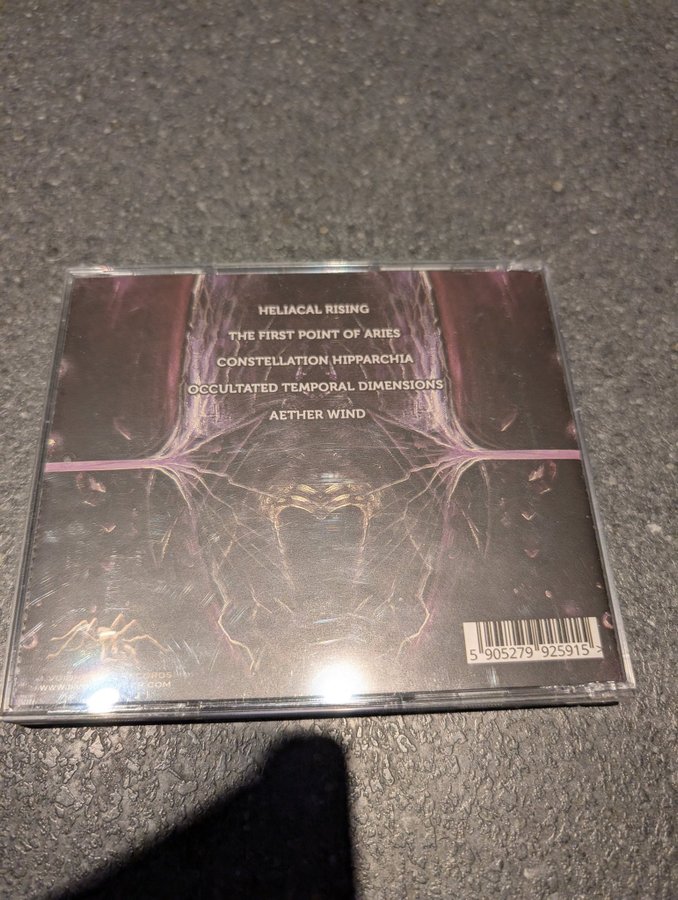 HELIACAL RISING
THE FIRST POINT OF ARIES
CONSTELLATION HIPPARCHIA
OCCULTATED TEMPORAL DIMENSIONS
AETHER WIND
5 905279 925915 >